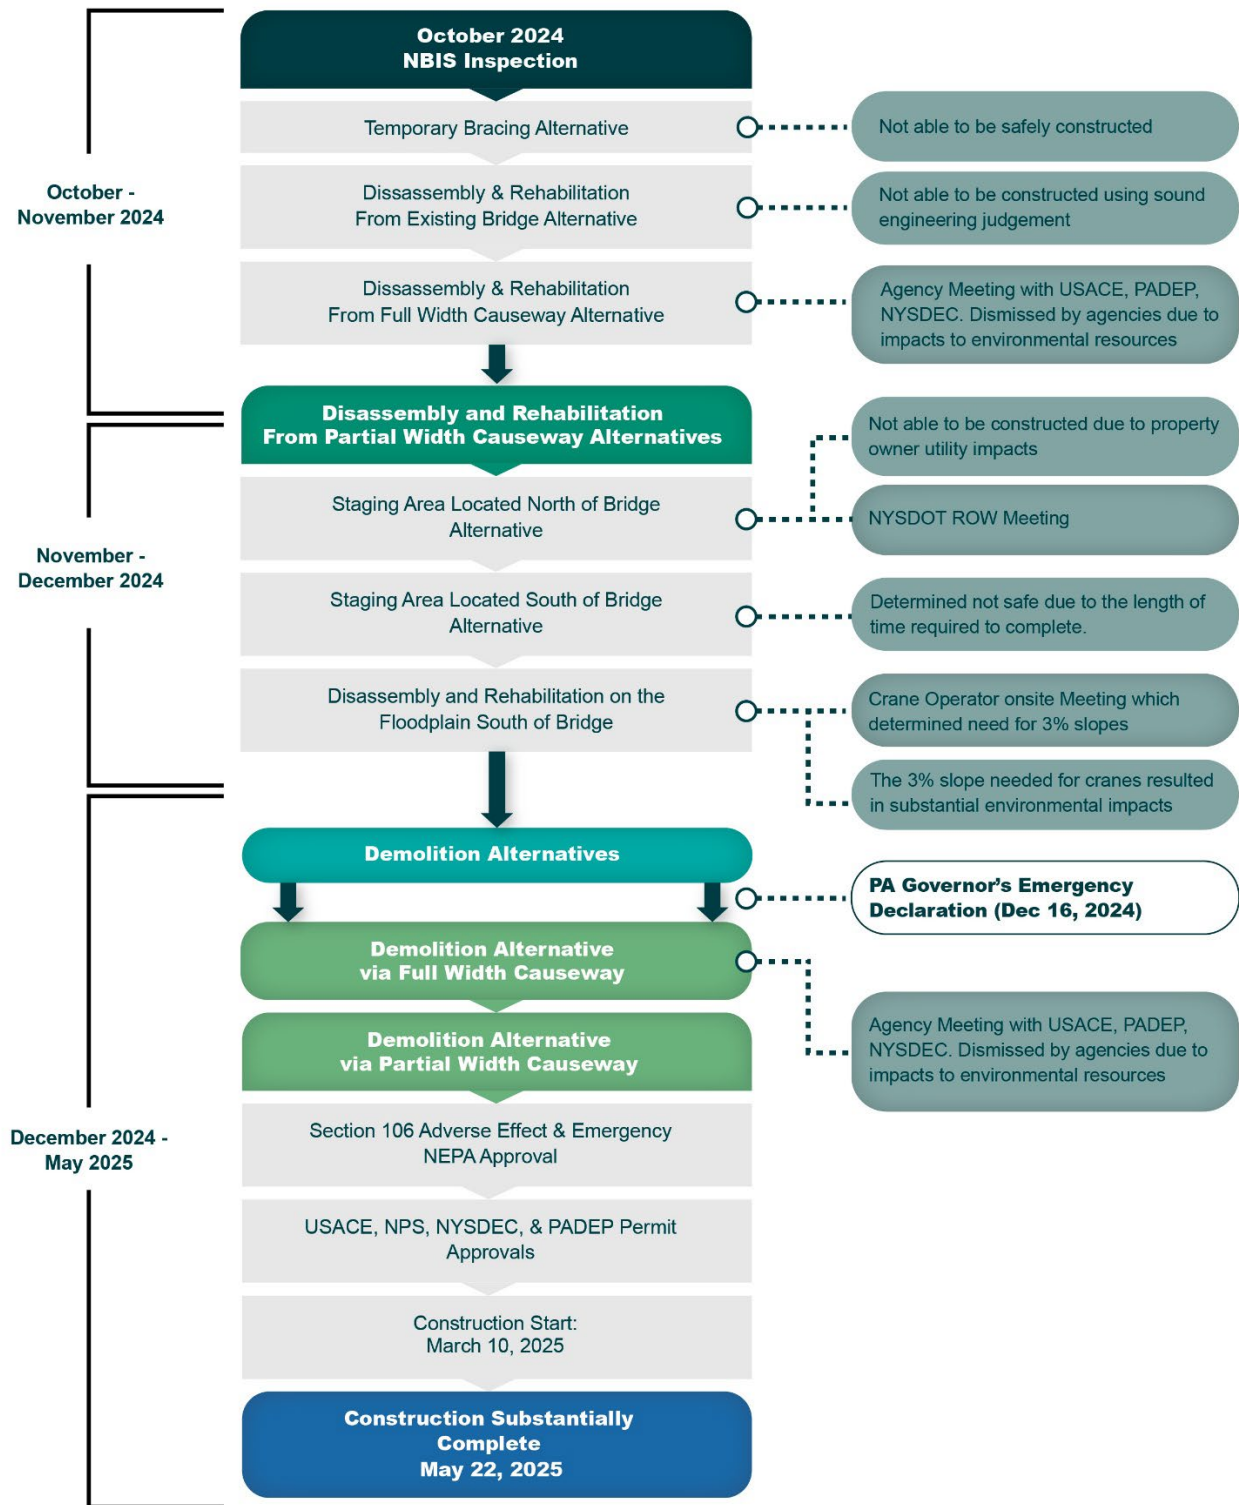 October 2024
NBIS Inspection
Temporary Bracing Alternative
Not able to be safely constructed
October -
November 2024
Dissassembly & Rehabilitation
From Existing Bridge Alternative
Not able to be constructed using sound
engineering judgement
Dissassembly & Rehabilitation
From Full Width Causeway Alternative
Agency Meeting with USACE, PADEP,
NYSDEC. Dismissed by agencies due to
impacts to environmental resources
Disassembly and Rehabilitation
From Partial Width Causeway Alternatives
Not able to be constructed due to property
owner utility impacts
Staging Area Located North of Bridge
Alternative
NYSDOT ROW Meeting
November -
December 2024
Staging Area Located South of Bridge
Alternative
Determined not safe due to the length of
time required to complete.
Disassembly and Rehabilitation on the
Floodplain South of Bridge
Crane Operator onsite Meeting which
determined need for 3% slopes
The 3% slope needed for cranes resulted
in substantial environmental impacts
Demolition Alternatives
PA Governor’s Emergency
Declaration (Dec 16, 2024)
Demolition Alternative
via Full Width Causeway
Agency Meeting with USACE, PADEP,
NYSDEC. Dismissed by agencies due to
impacts to environmental resources
Demolition Alternative
via Partial Width Causeway
December 2024 -
May 2025
Section 106 Adverse Effect & Emergency
NEPA Approval
USACE, NPS, NYSDEC, & PADEP Permit
Approvals
Construction Start:
March 10, 2025
Construction Substantially
Complete
May 22, 2025